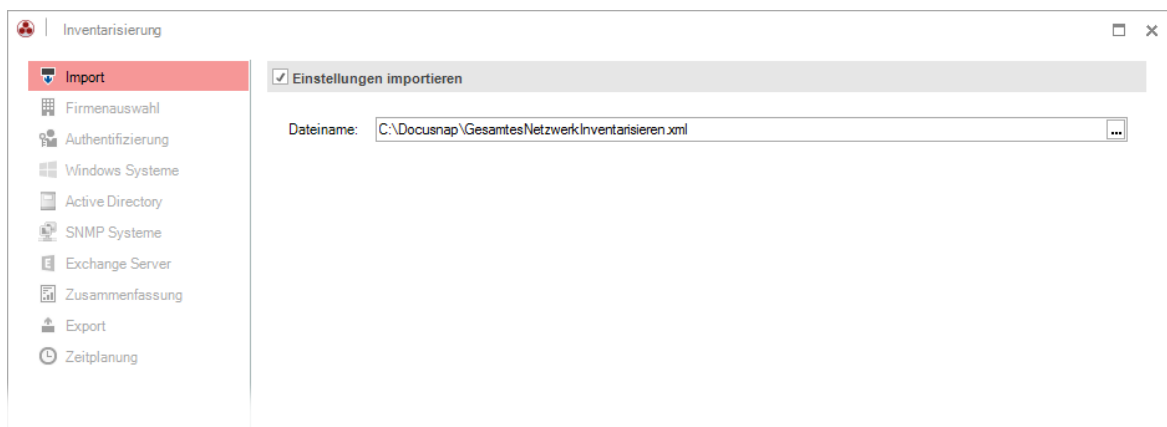 Inventarisierung
Import
Firmenauswahl
Authentifizierung
Windows Systeme
Active Directory
SNMP Systeme
Exchange Server
Zusammenfassung
Export
Zeitplanung
Einstellungen importieren
Dateiname: C:\Docusnap\GesamtesNetzwerkInventarisieren.xml ...